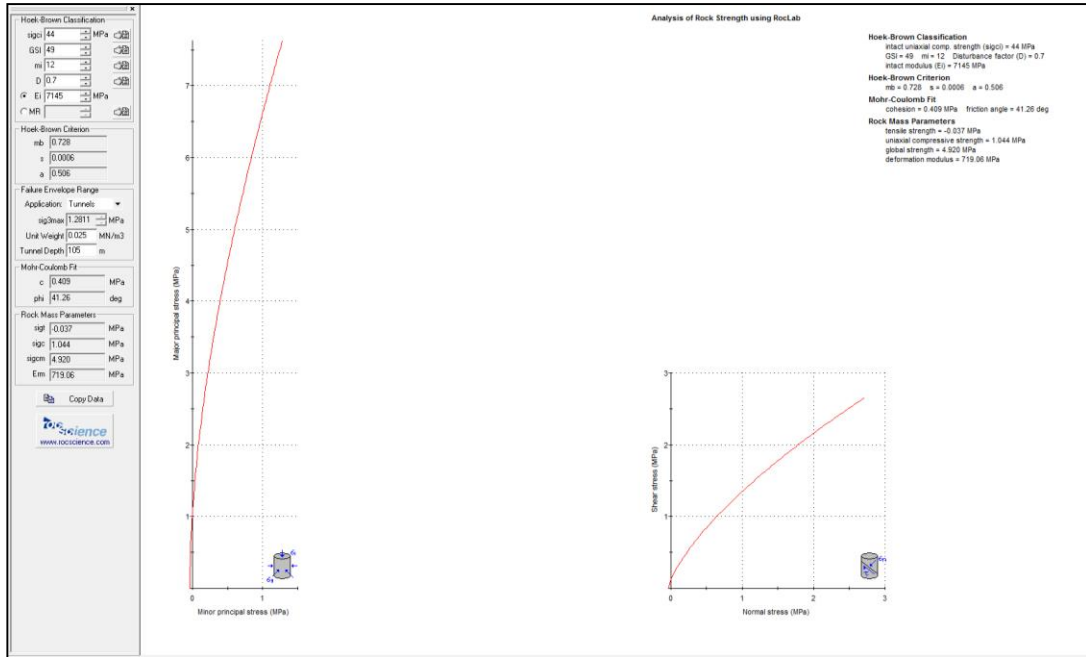 Hoek-Brown Classification
sigci 44 MPa
GSI 49
mi 12
D 0.7
Ei 7145 MPa
MR
Hoek-Brown Criterion
mb 0.728
s 0.0006
a 0.506
Failure Envelope Range
Application: Tunnels
sig3max 1.2811 MPa
Unit Weight 0.025 MN/m3
Tunnel Depth 105 m
Mohr-Coulomb Fit
c 0.409 MPa
phi 41.26 deg
Rock Mass Parameters
sigt -0.037 MPa
sigc 1.044 MPa
sigcm 4.920 MPa
Erm 719.06 MPa
Copy Data
rocscience
www.rocscience.com
Analysis of Rock Strength using RocLab
Hoek-Brown Classification
intact uniaxial comp. strength (sigci) = 44 MPa
GSI = 49 mi = 12 Disturbance factor (D) = 0.7
intact modulus (Ei) = 7145 MPa
Hoek-Brown Criterion
mb = 0.728 s = 0.0006 a = 0.506
Mohr-Coulomb Fit
cohesion = 0.409 MPa friction angle = 41.26 deg
Rock Mass Parameters
tensile strength = -0.037 MPa
uniaxial compressive strength = 1.044 MPa
global strength = 4.920 MPa
deformation modulus = 719.06 MPa
7
6
5
4
3
2
1
Major principal stress (MPa)
0 1
Minor principal stress (MPa)
3
2
1
Shear stress (MPa)
0 1 2 3
Normal stress (MPa)